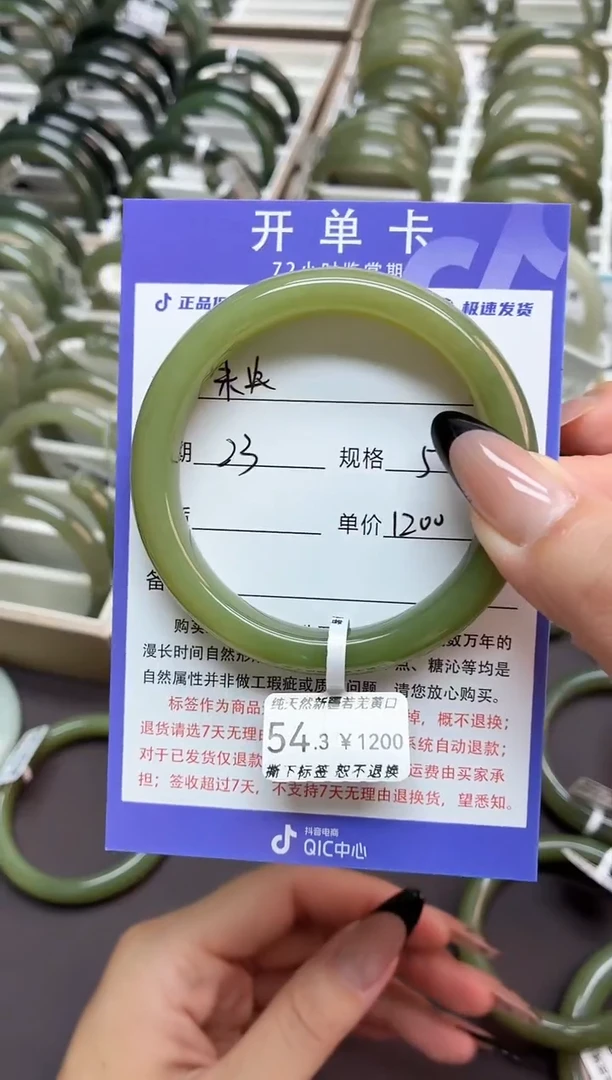 开单卡
72小时鉴赏期
正品保 极速发货
期 23 规格 5
单价 1200
备
购买 数万年的
漫长时间自然形 点、糖沁等均是
自然属性并非做工瑕疵或质 问题 请您放心购买。
标签作为商品 掉，概不退换；
退货请选7天无理由 系统自动退款；
对于已发货仅退款 运费由买家承
担；签收超过7天，不支持7天无理由退换货，望悉知。
纯天然新疆若羌黄口
54.3 ¥1200
撕下标签 恕不退换
抖音电商
QIC中心